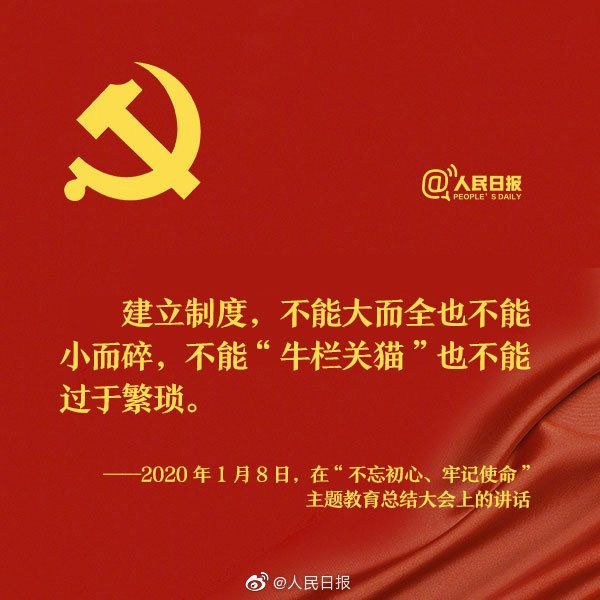 @人民日报
PEOPLE'S DAILY
建立制度，不能大而全也不能
小而碎，不能“牛栏关猫”也不能
过于繁琐。
——2020年1月8日，在“不忘初心、牢记使命”
主题教育总结大会上的讲话
@人民日报